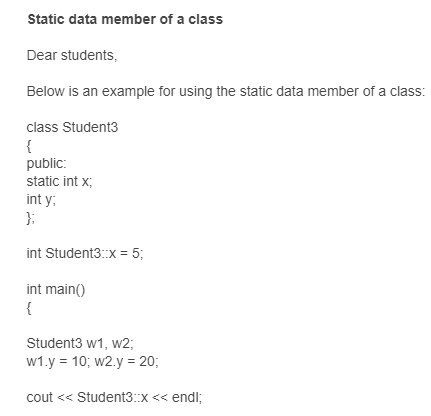 Static data member of a class
Dear students,
Below is an example for using the static data member of a class:
class Student3
{
public:
static int x;
int y;
};
int Student3::x = 5;
int main()
{
Student3 w1, w2;
w1.y = 10; w2.y = 20;
cout << Student3::x << endl;